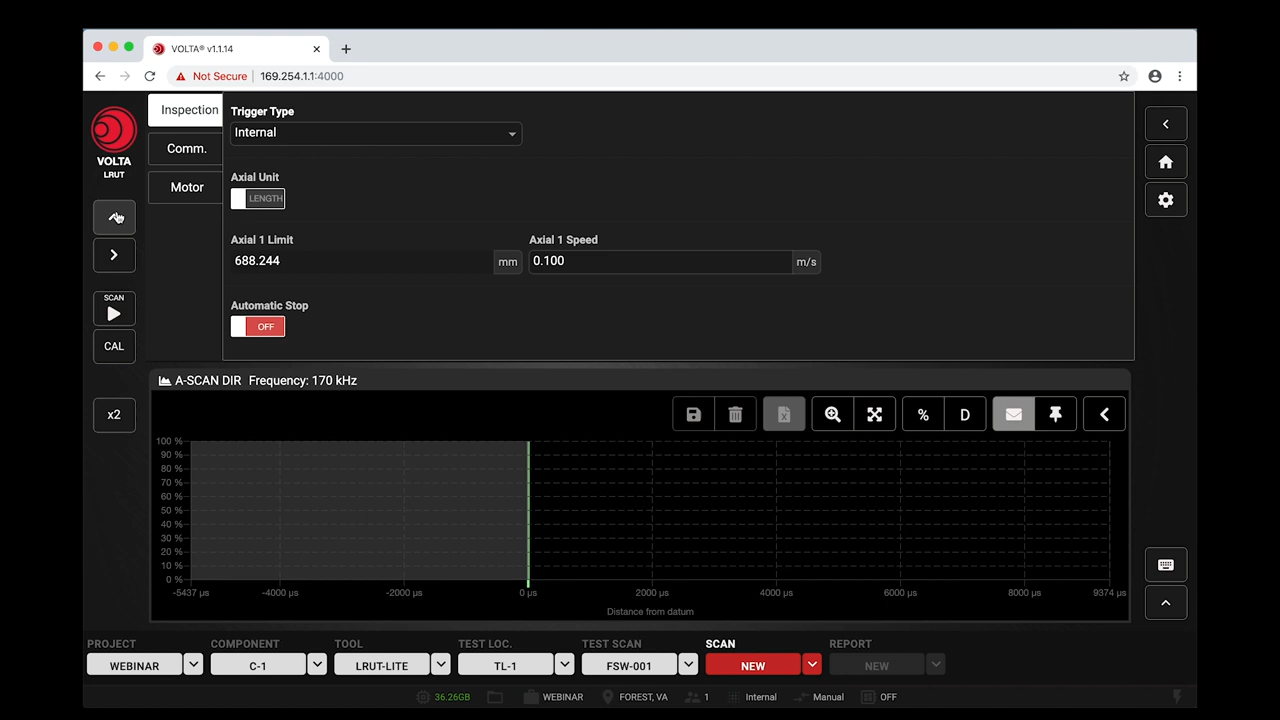 VOLTA® v1.1.14
Not Secure | 169.254.1.1:4000
VOLTA
LRUT
SCAN
CAL
x2
Inspection
Comm.
Motor
Trigger Type
Internal
Axial Unit
LENGTH
Axial 1 Limit Axial 1 Speed
688.244 mm 0.100 m/s
Automatic Stop
OFF
A-SCAN DIR Frequency: 170 kHz
% D
100 %
90 %
80 %
70 %
60 %
50 %
40 %
30 %
20 %
10 %
0 %
-5437 µs -4000 µs -2000 µs 0 µs 2000 µs 4000 µs 6000 µs 8000 µs 9374 µs
Distance from datum
PROJECT COMPONENT TOOL TEST LOC. TEST SCAN SCAN REPORT
WEBINAR C-1 LRUT-LITE TL-1 FSW-001 NEW NEW
36.26GB WEBINAR FOREST, VA 1 Internal Manual OFF